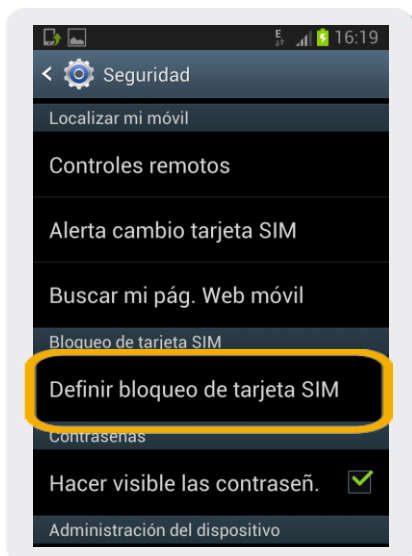 E 16:19
Seguridad
Localizar mi móvil
Controles remotos
Alerta cambio tarjeta SIM
Buscar mi pág. Web móvil
Bloqueo de tarjeta SIM
Definir bloqueo de tarjeta SIM
Contraseñas
Hacer visible las contraseñ.
Administración del dispositivo